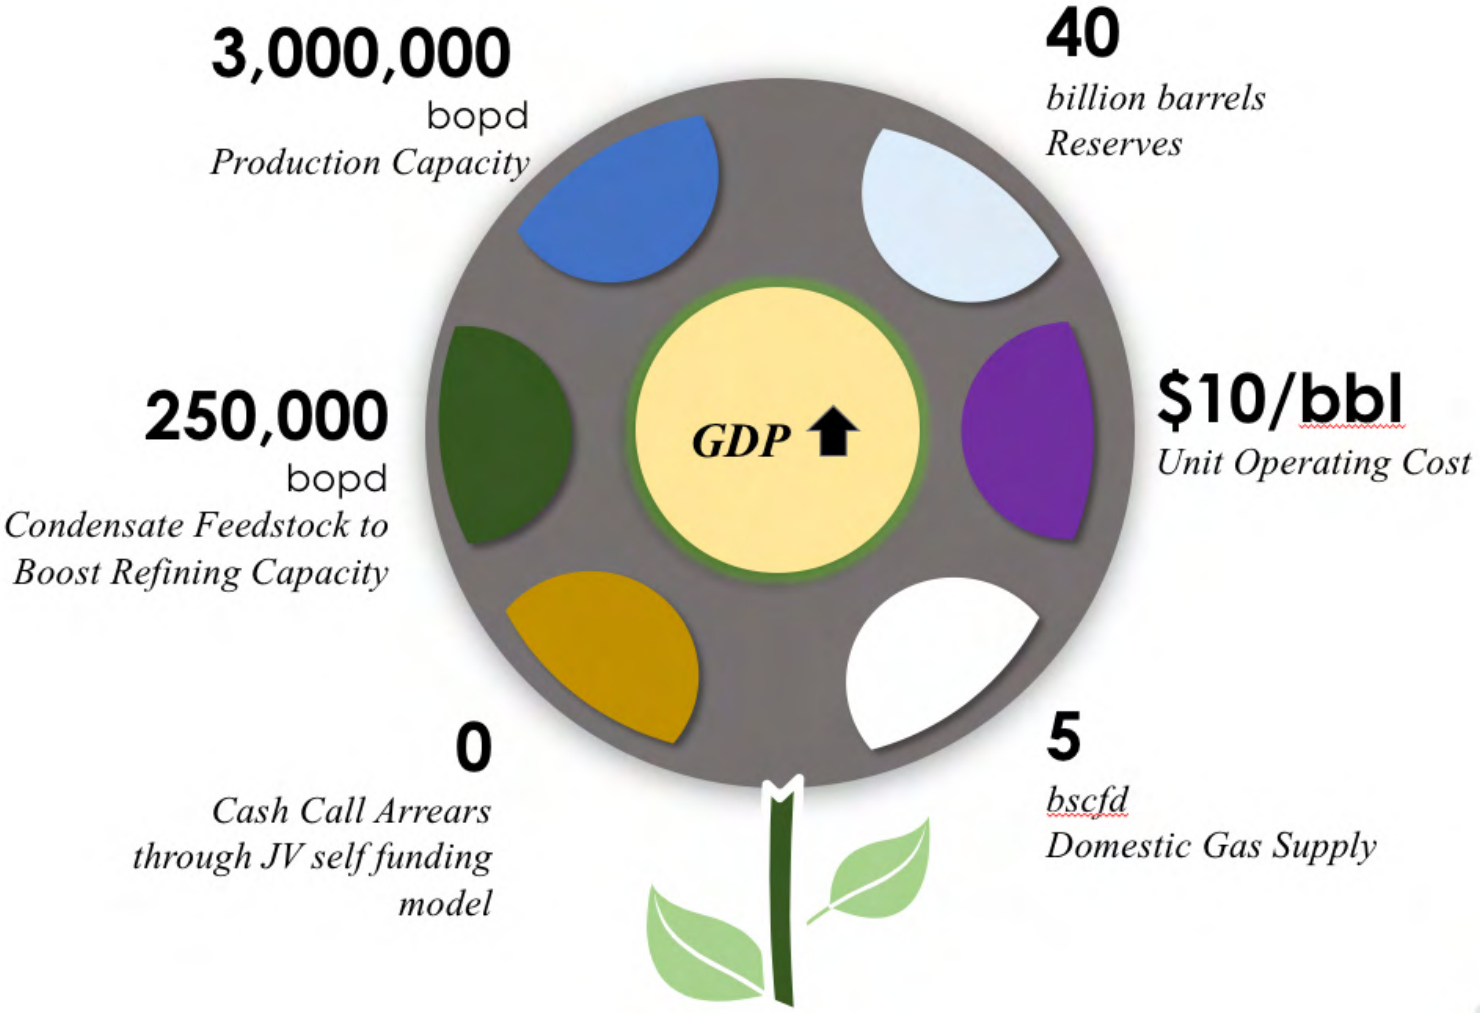 3,000,000
bopd
Production Capacity
40
billion barrels
Reserves
250,000
bopd
Condensate Feedstock to
Boost Refining Capacity
GDP
$10/bbl
Unit Operating Cost
0
Cash Call Arrears
through JV self funding
model
5
bscfd
Domestic Gas Supply